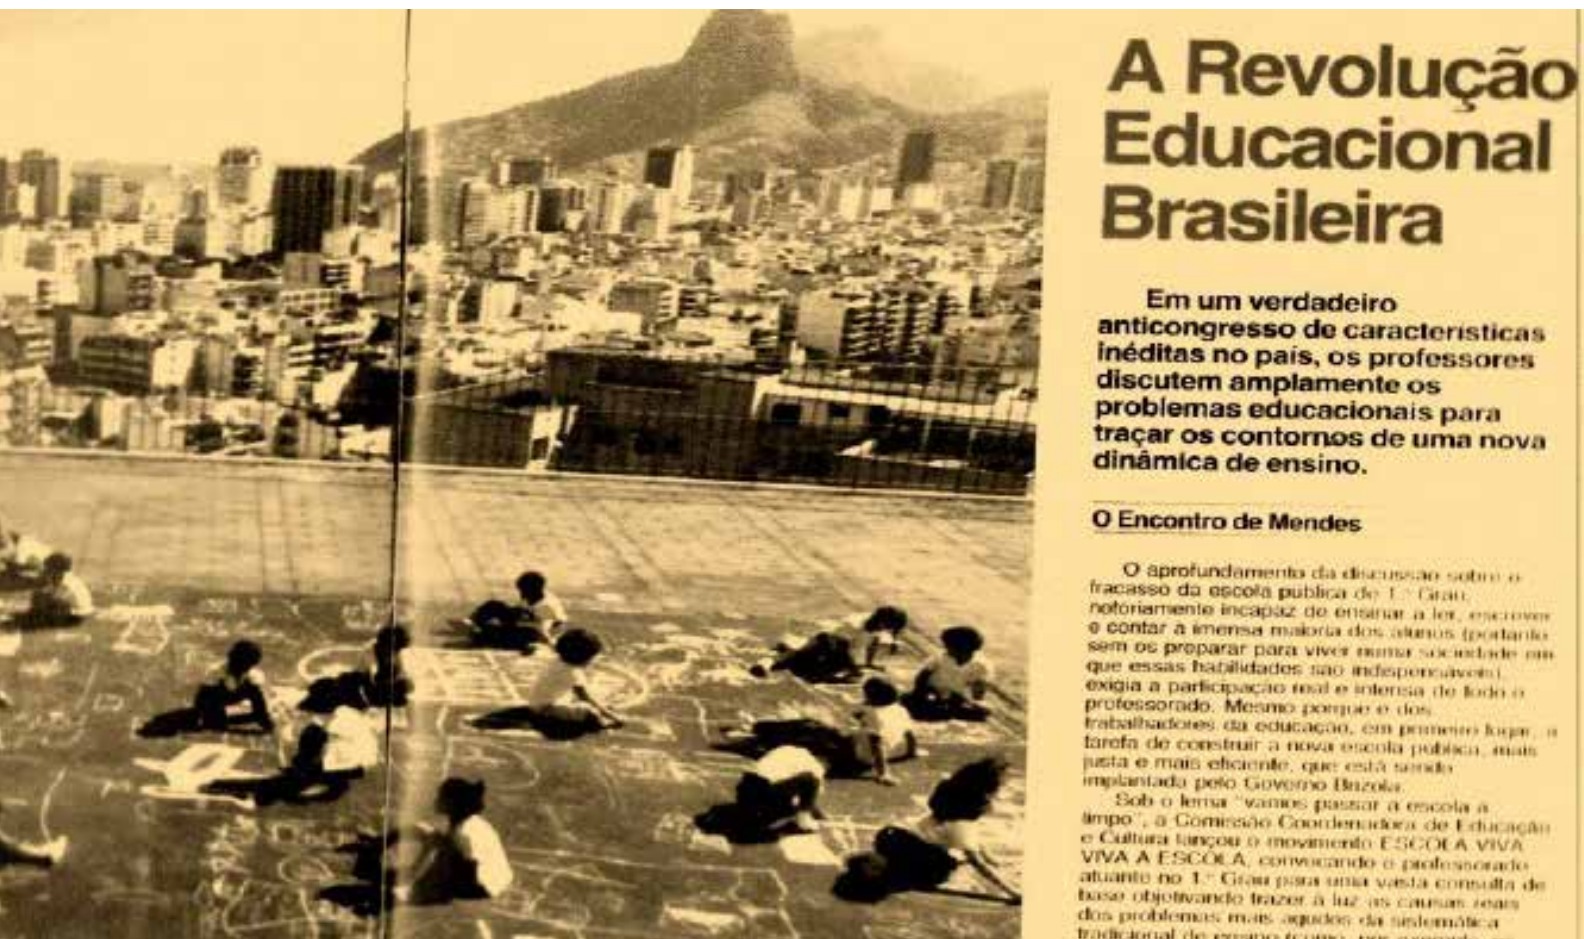 A Revolução
Educacional
Brasileira
Em um verdadeiro
anticongresso de características
inéditas no país, os professores
discutem amplamente os
problemas educacionais para
traçar os contornos de uma nova
dinâmica de ensino.
O Encontro de Mendes
O aprofundamento da discussão sobre o
fracasso da escola pública de 1.º Grau,
notoriamente incapaz de ensinar a ler, escrever
e contar a imensa maioria dos alunos (portanto
sem os preparar para viver numa sociedade em
que essas habilidades são indispensáveis),
exigia a participação real e intensa de todo o
professorado. Mesmo porque é dos
trabalhadores da educação, em primeiro lugar, a
tarefa de construir a nova escola pública, mais
justa e mais eficiente, que está sendo
implantada pelo Governo Brizola.
Sob o lema "vamos passar a escola a
limpo", a Comissão Coordenadora de Educação
e Cultura lançou o movimento ESCOLA VIVA
VIVA A ESCOLA, convocando o professorado
atuante no 1.º Grau para uma vasta consulta de
base objetivando trazer à luz as causas reais
dos problemas mais agudos da sistemática
tradicional de ensino